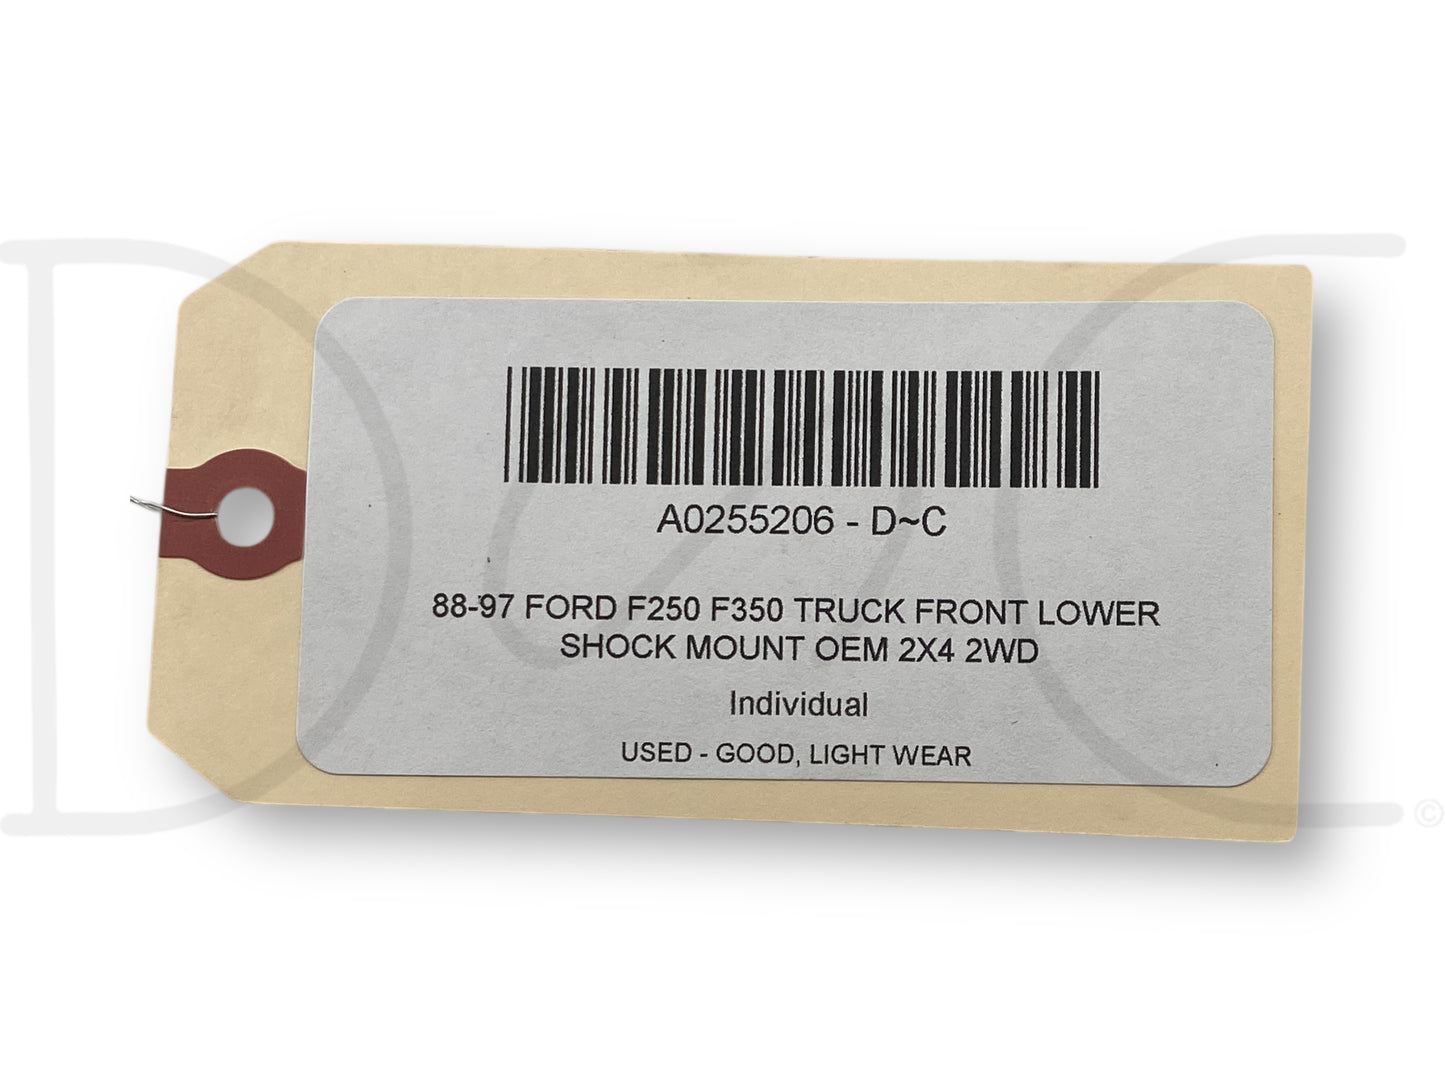 A0255206 - D~C
88-97 FORD F250 F350 TRUCK FRONT LOWER
SHOCK MOUNT OEM 2X4 2WD
Individual
USED - GOOD, LIGHT WEAR
D~C ©